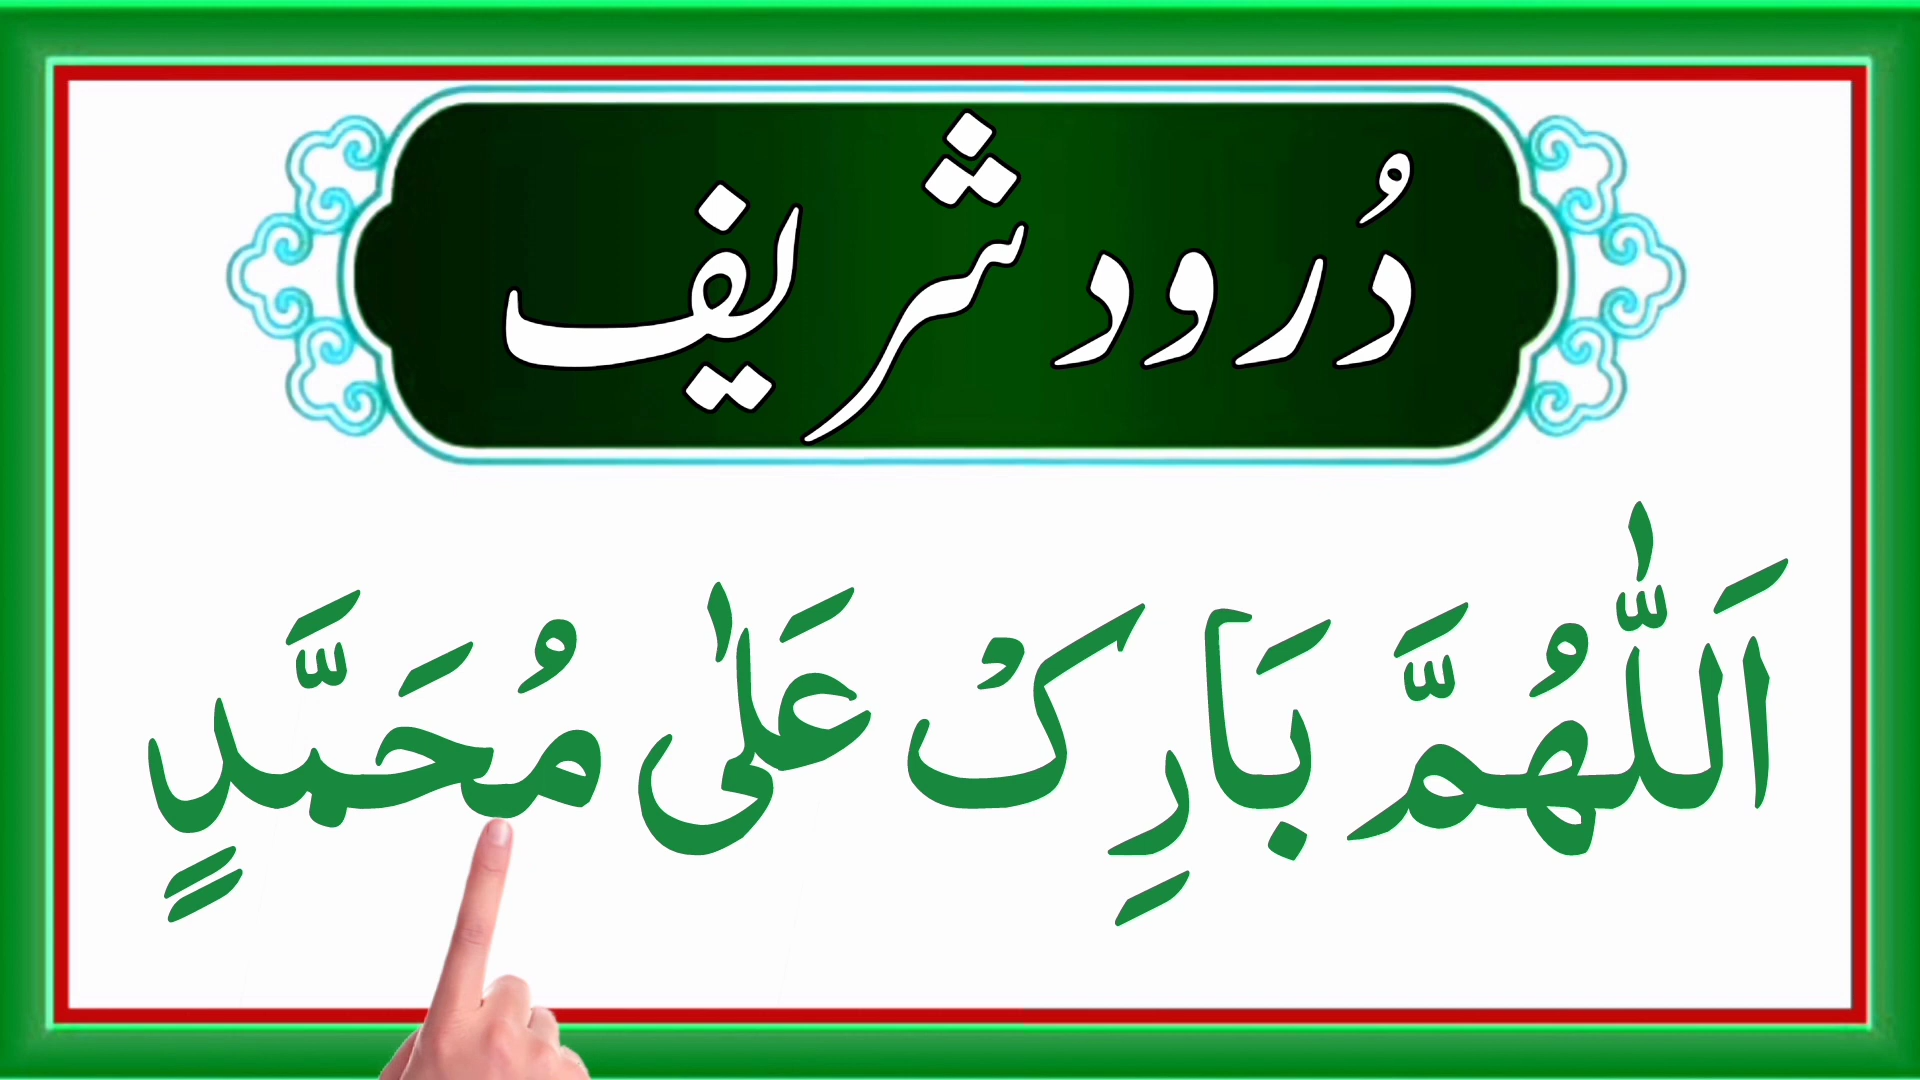 دُرود شریف
اَللّٰهُمَّ بَارِكْ عَلٰى مُحَمَّدٍ